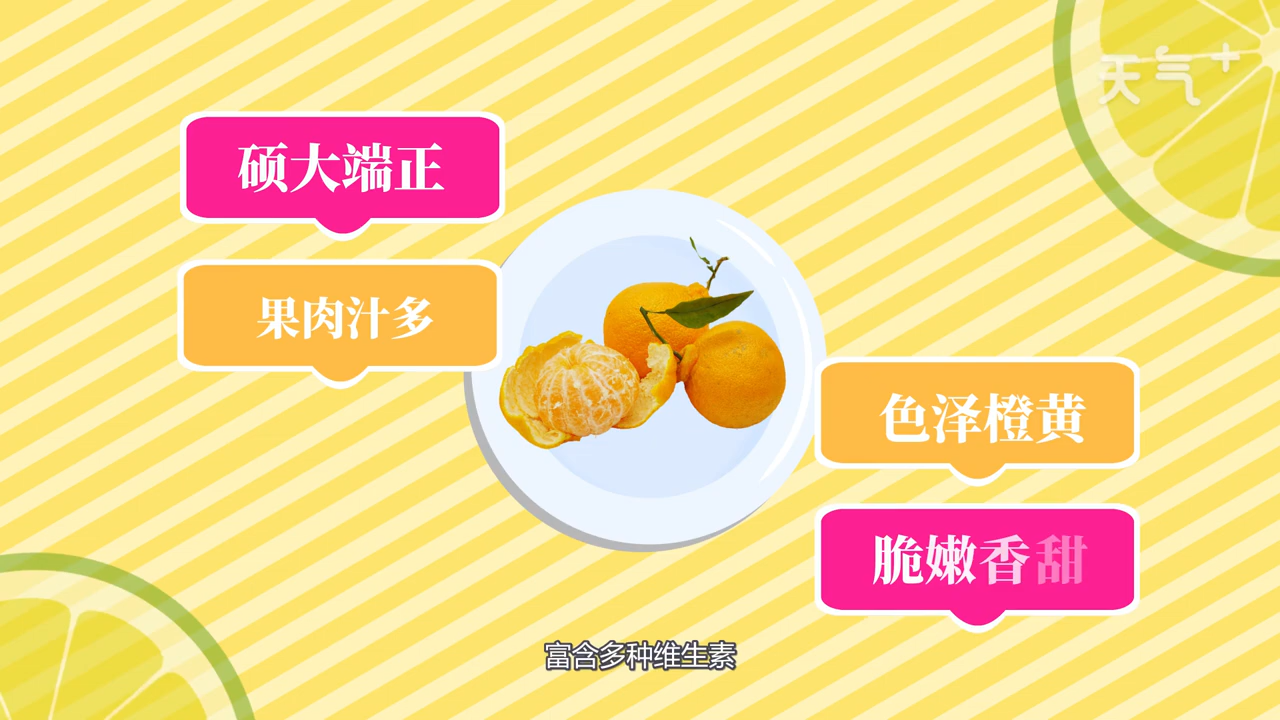 天气+
硕大端正
果肉汁多
色泽橙黄
脆嫩香甜
富含多种维生素